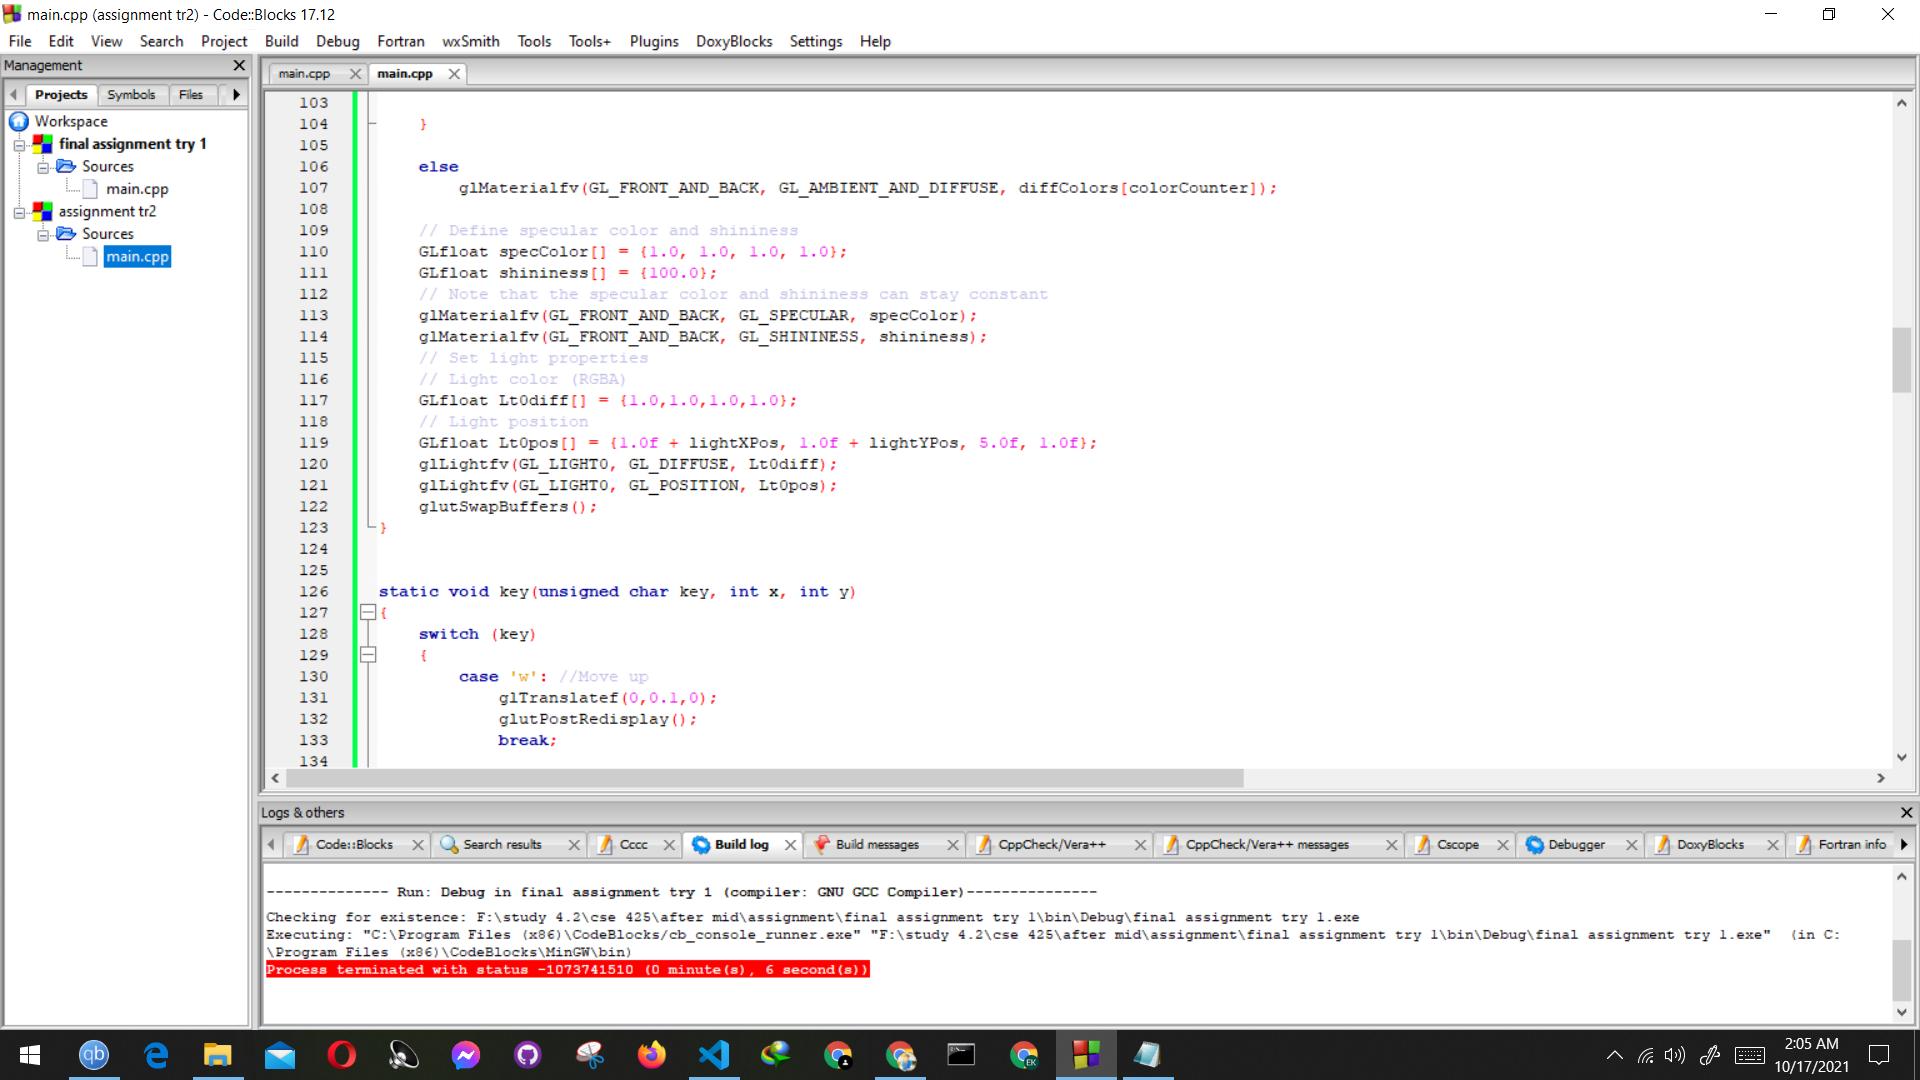 main.cpp (assignment tr2) - Code::Blocks 17.12
File Edit View Search Project Build Debug Fortran wxSmith Tools Tools+ Plugins DoxyBlocks Settings Help
Management
Projects Symbols Files
Workspace
final assignment try 1
Sources
main.cpp
assignment tr2
Sources
main.cpp
main.cpp main.cpp
103
104 }
105
106 else
107 glMaterialfv(GL_FRONT_AND_BACK, GL_AMBIENT_AND_DIFFUSE, diffColors[colorCounter]);
108
109 // Define specular color and shininess
110 GLfloat specColor[] = {1.0, 1.0, 1.0, 1.0};
111 GLfloat shininess[] = {100.0};
112 // Note that the specular color and shininess can stay constant
113 glMaterialfv(GL_FRONT_AND_BACK, GL_SPECULAR, specColor);
114 glMaterialfv(GL_FRONT_AND_BACK, GL_SHININESS, shininess);
115 // Set light properties
116 // Light color (RGBA)
117 GLfloat Lt0diff[] = {1.0,1.0,1.0,1.0};
118 // Light position
119 GLfloat Lt0pos[] = {1.0f + lightXPos, 1.0f + lightYPos, 5.0f, 1.0f};
120 glLightfv(GL_LIGHT0, GL_DIFFUSE, Lt0diff);
121 glLightfv(GL_LIGHT0, GL_POSITION, Lt0pos);
122 glutSwapBuffers();
123 }
124
125
126 static void key(unsigned char key, int x, int y)
127 {
128 switch (key)
129 {
130 case 'w': //Move up
131 glTranslatef(0,0.1,0);
132 glutPostRedisplay();
133 break;
134
Logs & others
Code::Blocks Search results Cccc Build log Build messages CppCheck/Vera++ CppCheck/Vera++ messages Cscope Debugger DoxyBlocks Fortran info
-------------- Run: Debug in final assignment try 1 (compiler: GNU GCC Compiler)---------------
Checking for existence: F:\study 4.2\cse 425\after mid\assignment\final assignment try 1\bin\Debug\final assignment try 1.exe
Executing: "C:\Program Files (x86)\CodeBlocks/cb_console_runner.exe" "F:\study 4.2\cse 425\after mid\assignment\final assignment try 1\bin\Debug\final assignment try 1.exe"  (in C:
\Program Files (x86)\CodeBlocks\MinGW\bin)
Process terminated with status -1073741510 (0 minute(s), 6 second(s))
qb
EK
2:05 AM
10/17/2021